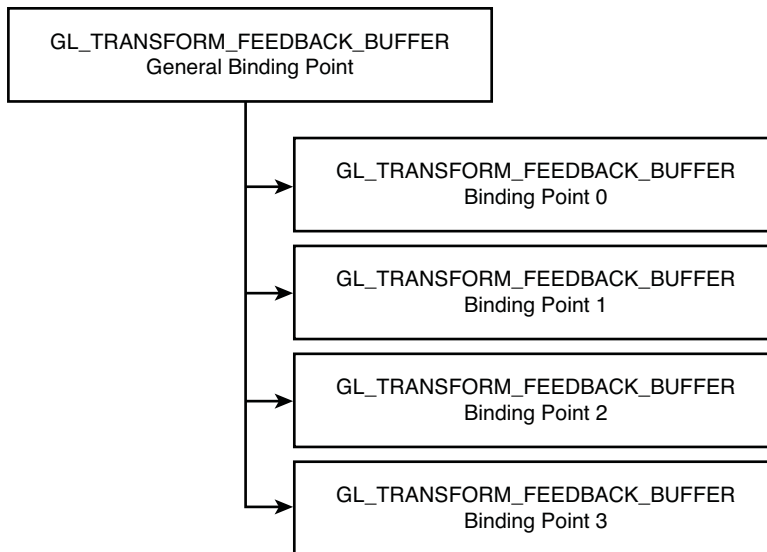 GL_TRANSFORM_FEEDBACK_BUFFER
General Binding Point
GL_TRANSFORM_FEEDBACK_BUFFER
Binding Point 0
GL_TRANSFORM_FEEDBACK_BUFFER
Binding Point 1
GL_TRANSFORM_FEEDBACK_BUFFER
Binding Point 2
GL_TRANSFORM_FEEDBACK_BUFFER
Binding Point 3